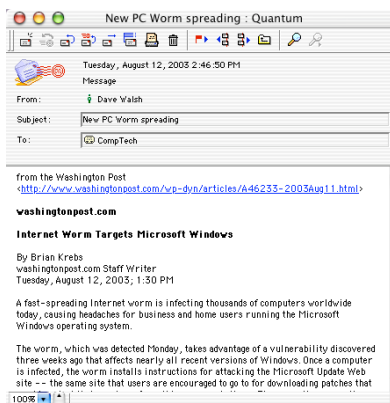 New PC Worm spreading : Quantum
Tuesday, August 12, 2003 2:46:50 PM
Message
From: Dave Walsh
Subject: New PC Worm spreading
To: CompTech
from the Washington Post
<http://www.washingtonpost.com/wp-dyn/articles/A46233-2003Aug11.html>
washingtonpost.com
Internet Worm Targets Microsoft Windows
By Brian Krebs
washingtonpost.com Staff Writer
Tuesday, August 12, 2003; 1:30 PM
A fast-spreading Internet worm is infecting thousands of computers worldwide
today, causing headaches for business and home users running the Microsoft
Windows operating system.
The worm, which was detected Monday, takes advantage of a vulnerability discovered
three weeks ago that affects nearly all recent versions of Windows. Once a computer
is infected, the worm installs instructions for attacking the Microsoft Update Web
site -- the same site that users are encouraged to go to for downloading patches that
100%